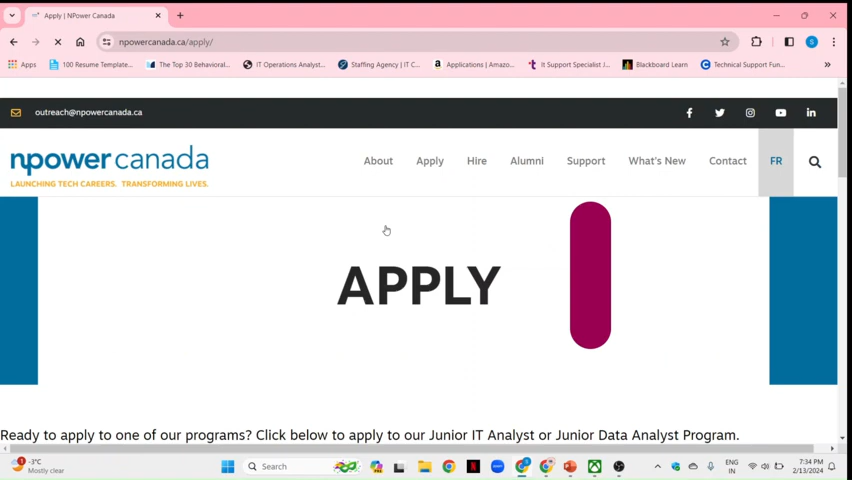 Apply | NPower Canada
npowercanada.ca/apply/
Apps
100 Resume Template...
The Top 30 Behavioral...
IT Operations Analyst...
Staffing Agency | IT C...
Applications | Amazo...
It Support Specialist J...
Blackboard Learn
Technical Support Fun...
outreach@npowercanada.ca
npower canada
LAUNCHING TECH CAREERS. TRANSFORMING LIVES.
About
Apply
Hire
Alumni
Support
What's New
Contact
FR
APPLY
Ready to apply to one of our programs? Click below to apply to our Junior IT Analyst or Junior Data Analyst Program.
-3°C
Mostly clear
Search
ENG
IN
7:34 PM
2/13/2024